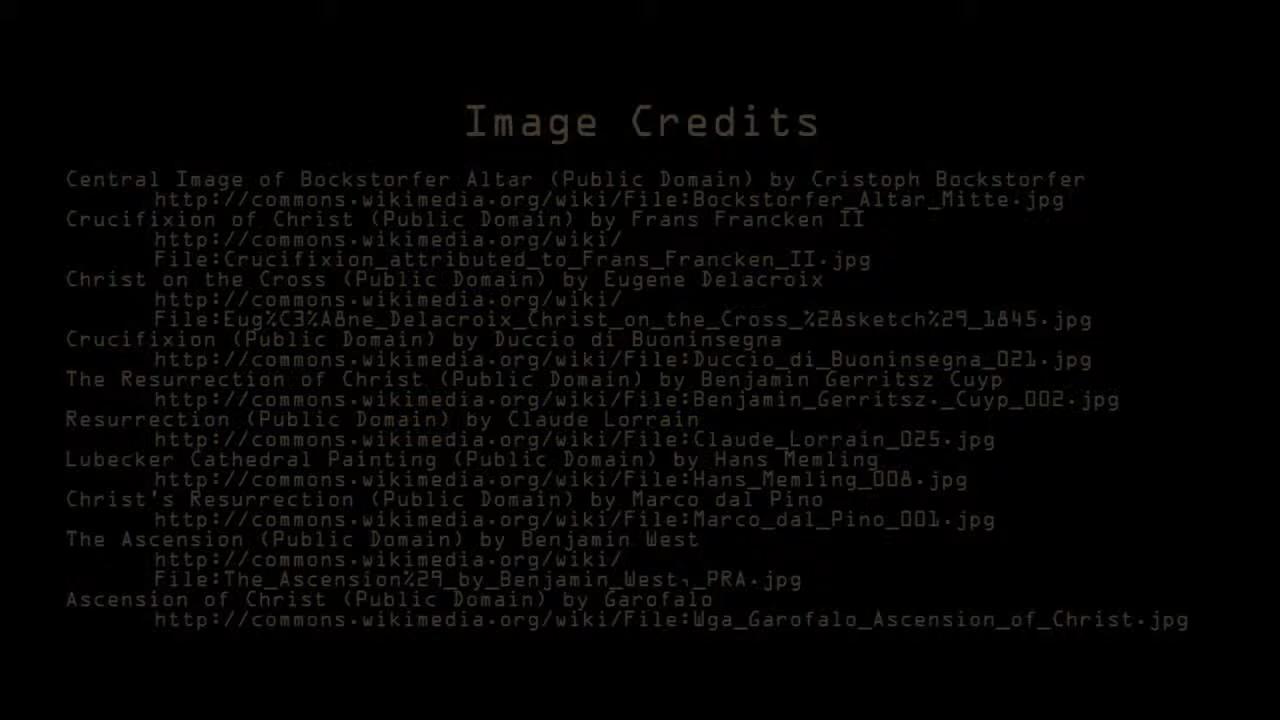 Image Credits
Central Image of Bockstorfer Altar (Public Domain) by Cristoph Bockstorfer
http://commons.wikimedia.org/wiki/File:Bockstorfer_Altar_Mitte.jpg
Crucifixion of Christ (Public Domain) by Frans Francken II
http://commons.wikimedia.org/wiki/
File:Crucifixion_attributed_to_Frans_Francken_II.jpg
Christ on the Cross (Public Domain) by Eugene Delacroix
http://commons.wikimedia.org/wiki/
File:Eug%C3%A8ne_Delacroix_Christ_on_the_Cross_%28sketch%29_1845.jpg
Crucifixion (Public Domain) by Duccio di Buoninsegna
http://commons.wikimedia.org/wiki/File:Duccio_di_Buoninsegna_021.jpg
The Resurrection of Christ (Public Domain) by Benjamin Gerritsz Cuyp
http://commons.wikimedia.org/wiki/File:Benjamin_Gerritsz._Cuyp_002.jpg
Resurrection (Public Domain) by Claude Lorrain
http://commons.wikimedia.org/wiki/File:Claude_Lorrain_025.jpg
Lubecker Cathedral Painting (Public Domain) by Hans Memling
http://commons.wikimedia.org/wiki/File:Hans_Memling_008.jpg
Christ's Resurrection (Public Domain) by Marco dal Pino
http://commons.wikimedia.org/wiki/File:Marco_dal_Pino_001.jpg
The Ascension (Public Domain) by Benjamin West
http://commons.wikimedia.org/wiki/
File:The_Ascension%29_by_Benjamin_West,_PRA.jpg
Ascension of Christ (Public Domain) by Garofalo
http://commons.wikimedia.org/wiki/File:Wga_Garofalo_Ascension_of_Christ.jpg